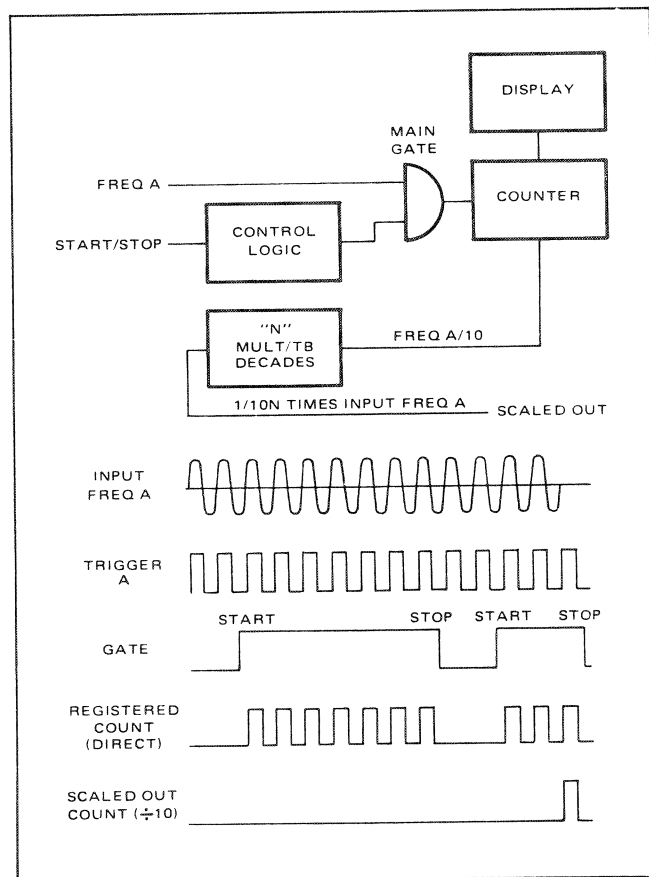 DISPLAY
MAIN
GATE
FREQ A
COUNTER
START/STOP
CONTROL
LOGIC
"N"
MULT/TB
DECADES
FREQ A/10
1/10N TIMES INPUT FREQ A
SCALED OUT
INPUT
FREQ A
TRIGGER
A
START
STOP
START
STOP
GATE
REGISTERED
COUNT
(DIRECT)
SCALED OUT
COUNT (÷10)